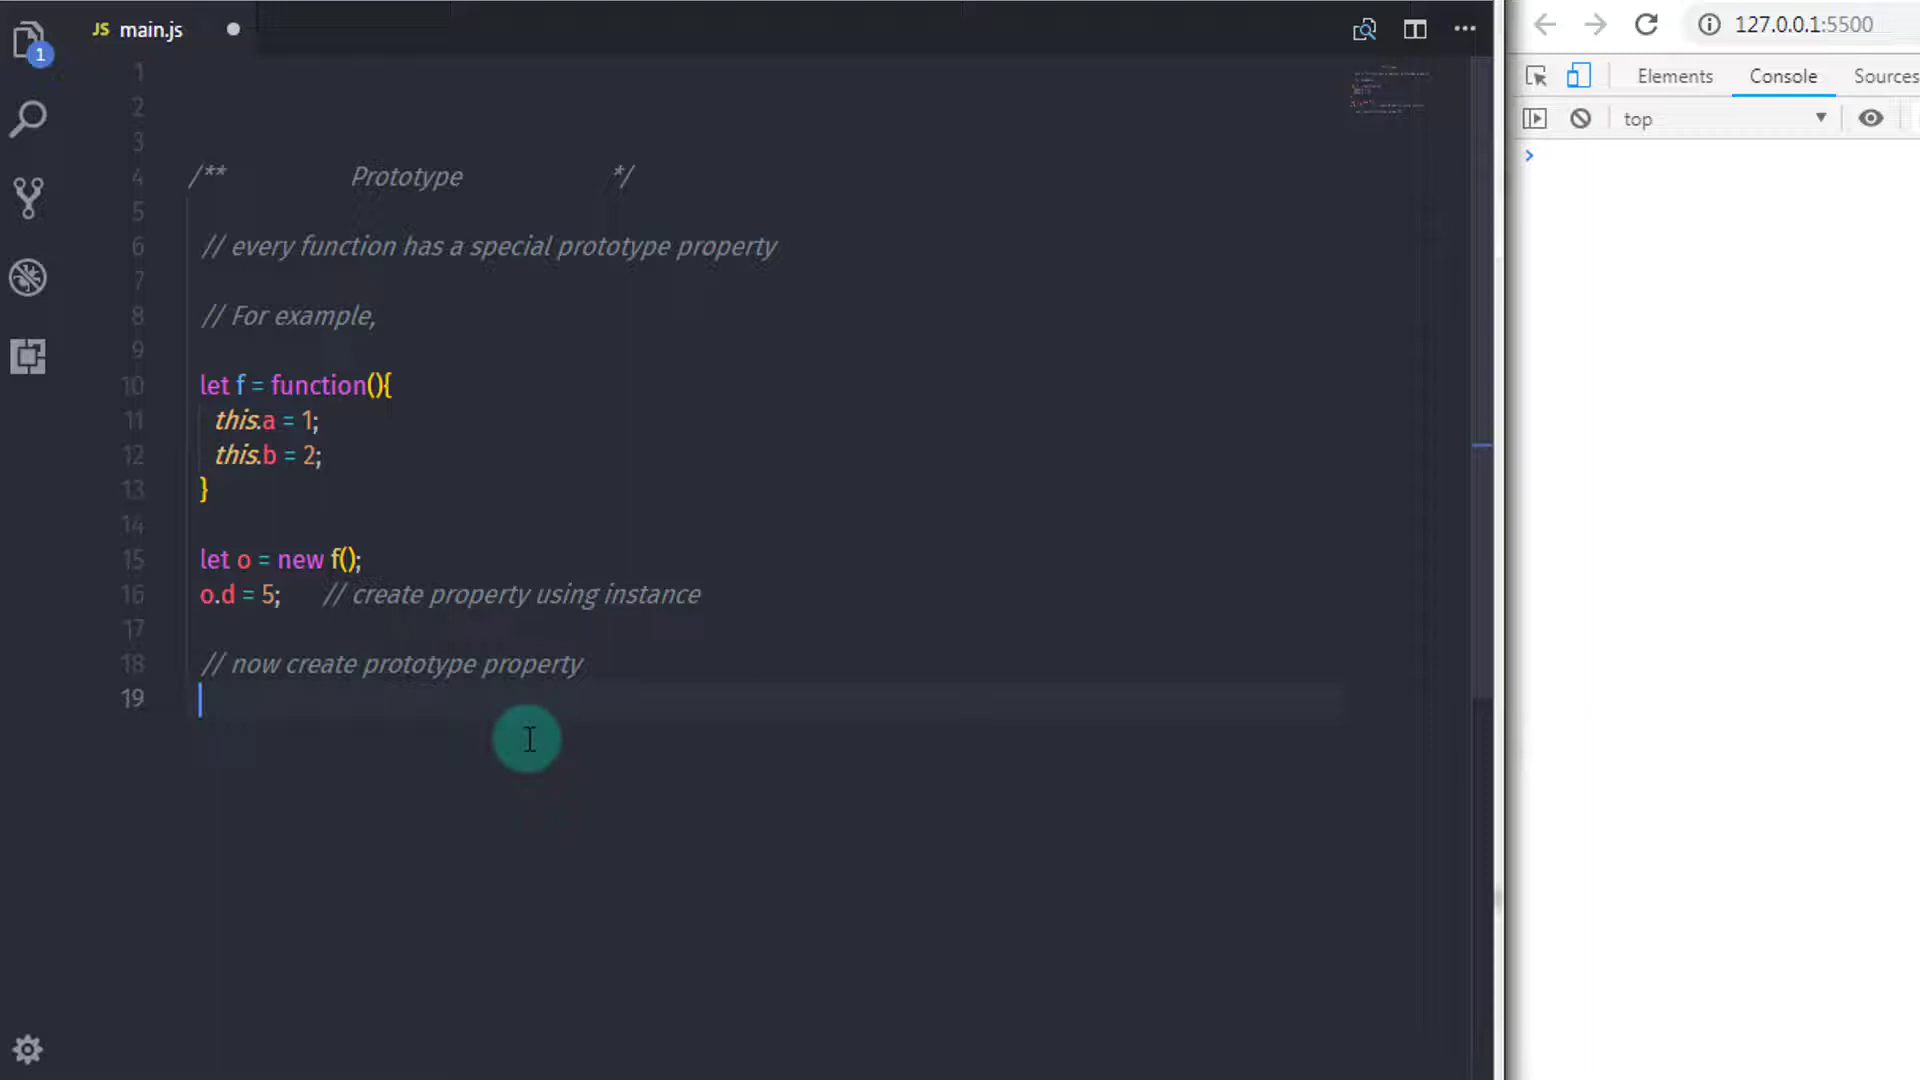 JS main.js
127.0.0.1:5500
1
Elements Console Sources
top
1
2
3
4 /** Prototype */
5
6 // every function has a special prototype property
7
8 // For example,
9
10 let f = function(){
11 this.a = 1;
12 this.b = 2;
13 }
14
15 let o = new f();
16 o.d = 5; // create property using instance
17
18 // now create prototype property
19